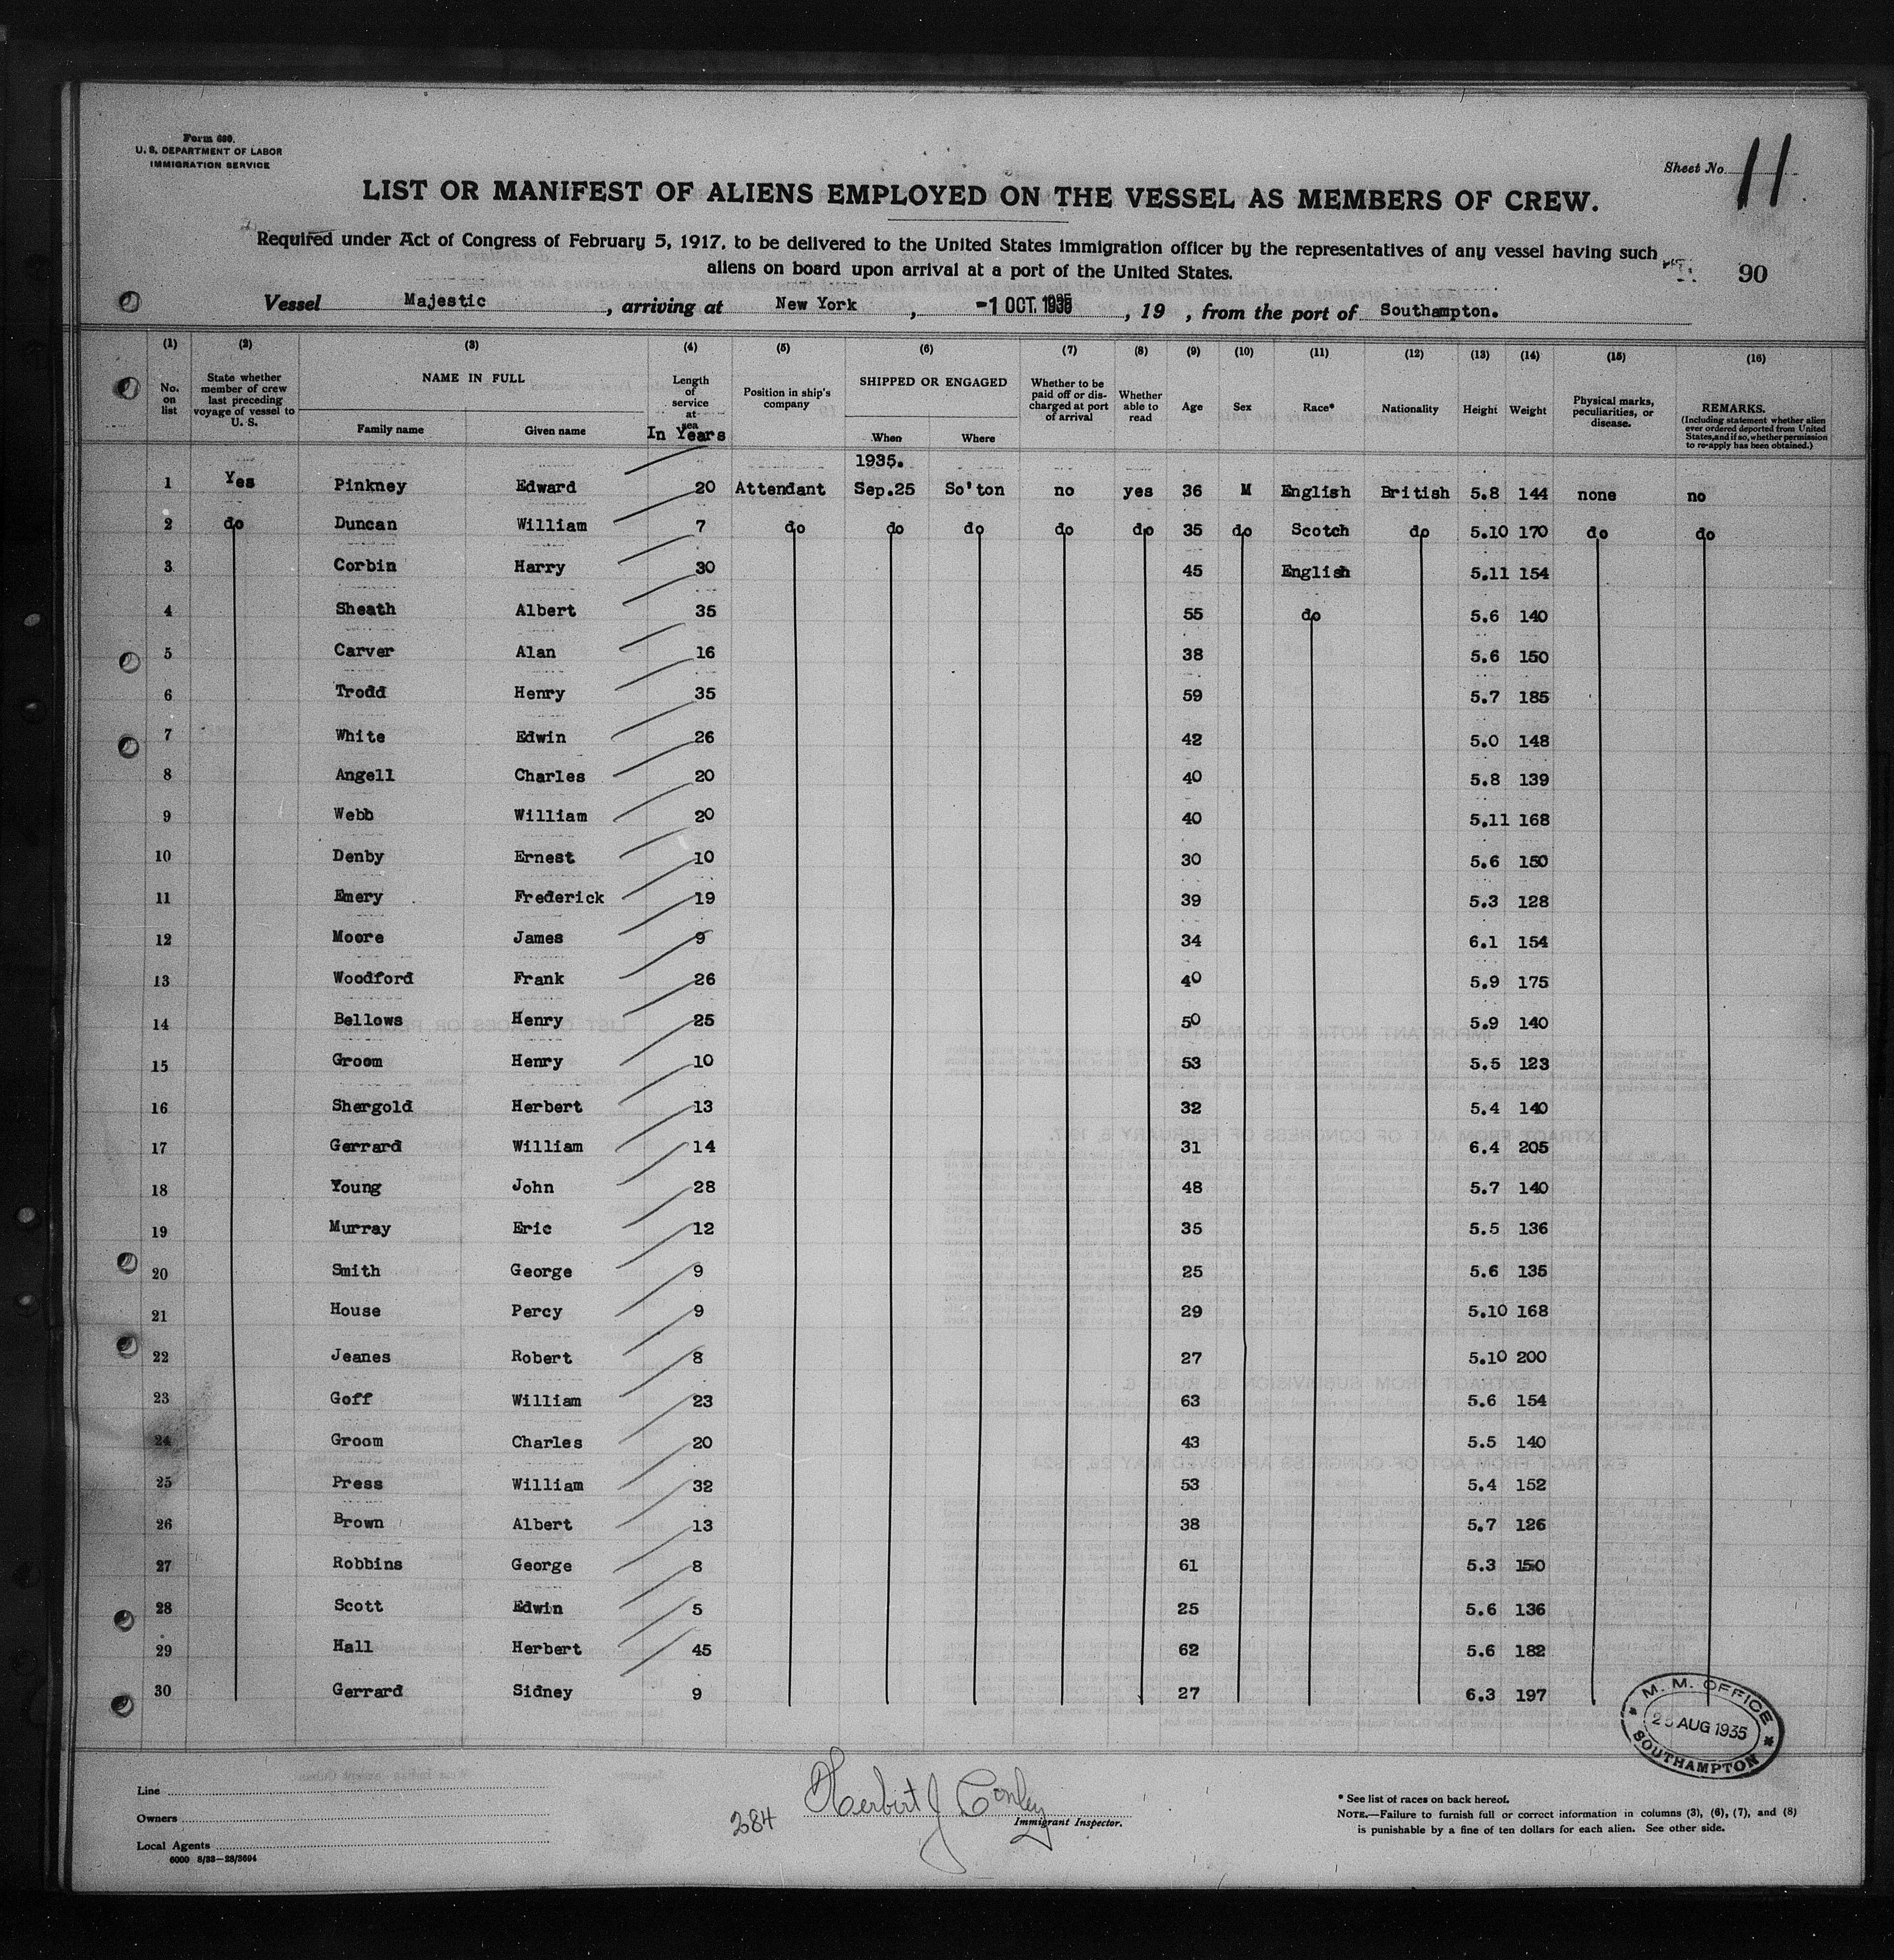 Form 680.
U. S. DEPARTMENT OF LABOR
IMMIGRATION SERVICE
Sheet No. 11
LIST OR MANIFEST OF ALIENS EMPLOYED ON THE VESSEL AS MEMBERS OF CREW.
Required under Act of Congress of February 5, 1917, to be delivered to the United States immigration officer by the representatives of any vessel having such
aliens on board upon arrival at a port of the United States.
90
Vessel Majestic, arriving at New York, -1 OCT. 1935, 19 , from the port of Southampton.
(1) (2) (3) (4) (5) (6) (7) (8) (9) (10) (11) (12) (13) (14) (15) (16)
No. on list State whether member of crew last preceding voyage of vessel to U. S. NAME IN FULL Family name Given name Length of service at sea In Years Position in ship's company SHIPPED OR ENGAGED When Where Whether to be paid off or discharged at port of arrival Whether able to read Age Sex Race* Nationality Height Weight Physical marks, peculiarities, or disease. REMARKS. (Including statement whether alien ever ordered deported from United States, and if so, whether permission to re-apply has been obtained.)
1935.
1 Yes Pinkney Edward 20 Attendant Sep.25 So'ton no yes 36 M English British 5.8 144 none no
2 do Duncan William 7 do do do do do 35 do Scotch do 5.10 170 do do
3 Corbin Harry 30 45 English 5.11 154
4 Sheath Albert 35 55 do 5.6 140
5 Carver Alan 16 38 5.6 150
6 Trodd Henry 35 59 5.7 185
7 White Edwin 26 42 5.0 148
8 Angell Charles 20 40 5.8 139
9 Webb William 20 40 5.11 168
10 Denby Ernest 10 30 5.6 150
11 Emery Frederick 19 39 5.3 128
12 Moore James 9 34 6.1 154
13 Woodford Frank 26 40 5.9 175
14 Bellows Henry 25 50 5.9 140
15 Groom Henry 10 53 5.5 123
16 Shergold Herbert 13 32 5.4 140
17 Gerrard William 14 31 6.4 205
18 Young John 28 48 5.7 140
19 Murray Eric 12 35 5.5 136
20 Smith George 9 25 5.6 135
21 House Percy 9 29 5.10 168
22 Jeanes Robert 8 27 5.10 200
23 Goff William 23 63 5.6 154
24 Groom Charles 20 43 5.5 140
25 Press William 32 53 5.4 152
26 Brown Albert 13 38 5.7 126
27 Robbins George 8 61 5.3 150
28 Scott Edwin 5 25 5.6 136
29 Hall Herbert 45 62 5.6 182
30 Gerrard Sidney 9 27 6.3 197
M. M. OFFICE
AUG 1935
SOUTHAMPTON
Line
Owners
Local Agents
6000 8/33—28/3694
284
Herbert J Conley
Immigrant Inspector.
* See list of races on back hereof.
NOTE.—Failure to furnish full or correct information in columns (3), (6), (7), and (8)
is punishable by a fine of ten dollars for each alien. See other side.